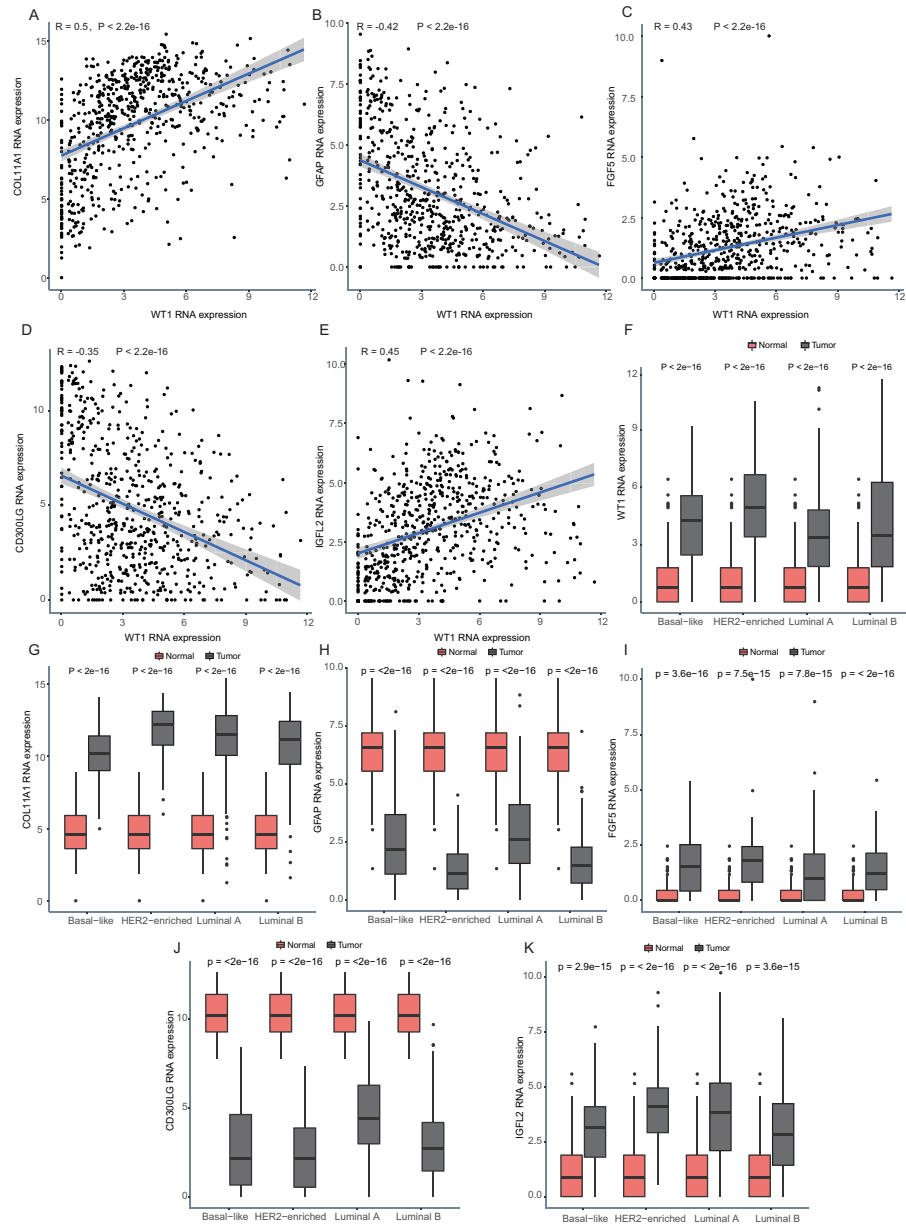 A
R = 0.5, P < 2.2e-16
COL11A1 RNA expression
15
10
5
0
0 3 6 9 12
WT1 RNA expression
B
R = -0.42 P < 2.2e-16
GFAP RNA expression
10.0
7.5
5.0
2.5
0.0
0 3 6 9 12
WT1 RNA expression
C
R = 0.43 P < 2.2e-16
FGF5 RNA expression
10.0
7.5
5.0
2.5
0.0
0 3 6 9 12
WT1 RNA expression
D
R = -0.35 P < 2.2e-16
CD300LG RNA expression
10
5
0
0 3 6 9 12
WT1 RNA expression
E
R = 0.45 P < 2.2e-16
IGFL2 RNA expression
10.0
7.5
5.0
2.5
0.0
0 3 6 9 12
WT1 RNA expression
F
Normal Tumor
P < 2e-16 P < 2e-16 P < 2e-16 P < 2e-16
WT1 RNA expression
12
9
6
3
0
Basal-like HER2-enriched Luminal A Luminal B
G
Normal Tumor
P < 2e-16 P < 2e-16 P < 2e-16 P < 2e-16
COL11A1 RNA expression
15
10
5
0
Basal-like HER2-enriched Luminal A Luminal B
H
Normal Tumor
p = <2e-16 p = <2e-16 p = <2e-16 p = <2e-16
GFAP RNA expression
10.0
7.5
5.0
2.5
0.0
Basal-like HER2-enriched Luminal A Luminal B
I
Normal Tumor
p = 3.6e-16 p = 7.5e-15 p = 7.8e-15 p = < 2e-16
FGF5 RNA expression
10.0
7.5
5.0
2.5
0.0
Basal-like HER2-enriched Luminal A Luminal B
J
Normal Tumor
p = <2e-16 p = <2e-16 p = <2e-16 p = <2e-16
CD300LG RNA expression
10
5
0
Basal-like HER2-enriched Luminal A Luminal B
K
Normal Tumor
p = 2.9e-15 p = < 2e-16 p = < 2e-16 p = 3.6e-15
IGFL2 RNA expression
10.0
7.5
5.0
2.5
0.0
Basal-like HER2-enriched Luminal A Luminal B